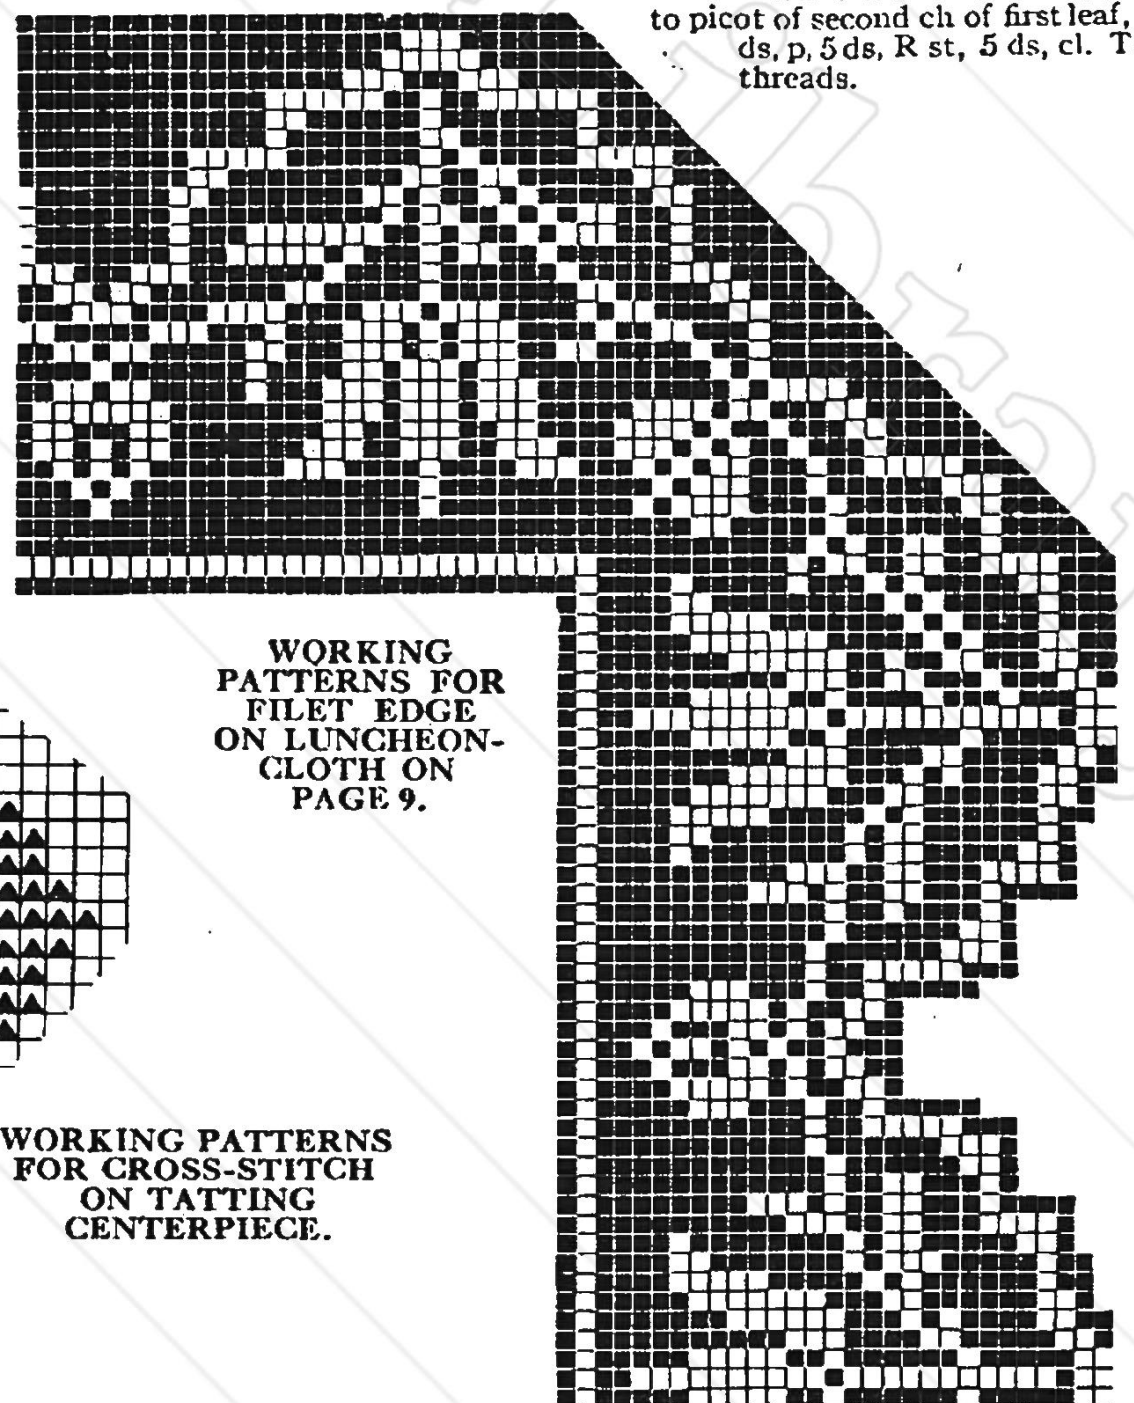 to picot of second ch of first leaf,
ds, p, 5 ds, R st, 5 ds, cl. T
threads.
WORKING
PATTERNS FOR
FILET EDGE
ON LUNCHEON-
CLOTH ON
PAGE 9.
WORKING PATTERNS
FOR CROSS-STITCH
ON TATTING
CENTERPIECE.